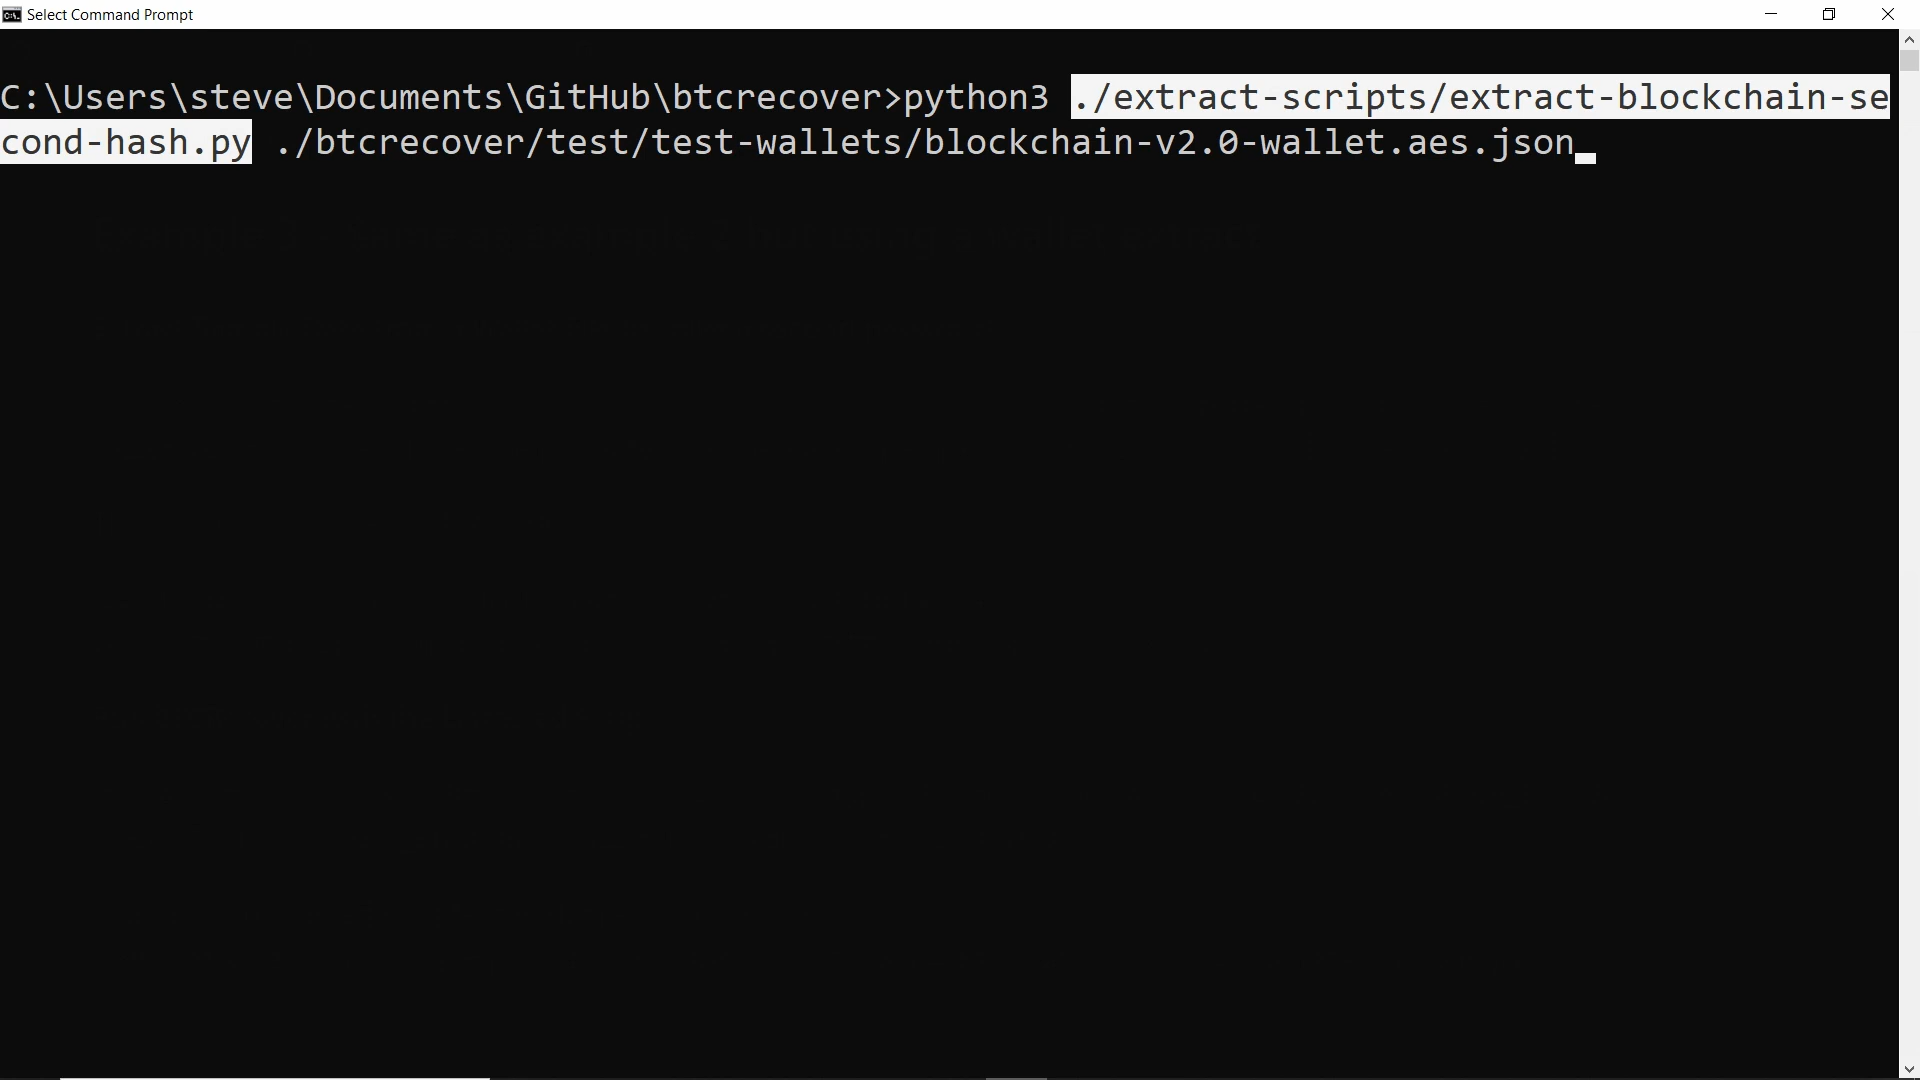 Select Command Prompt
C:\Users\steve\Documents\GitHub\btcrecover>python3 ./extract-scripts/extract-blockchain-se
cond-hash.py ./btcrecover/test/test-wallets/blockchain-v2.0-wallet.aes.json